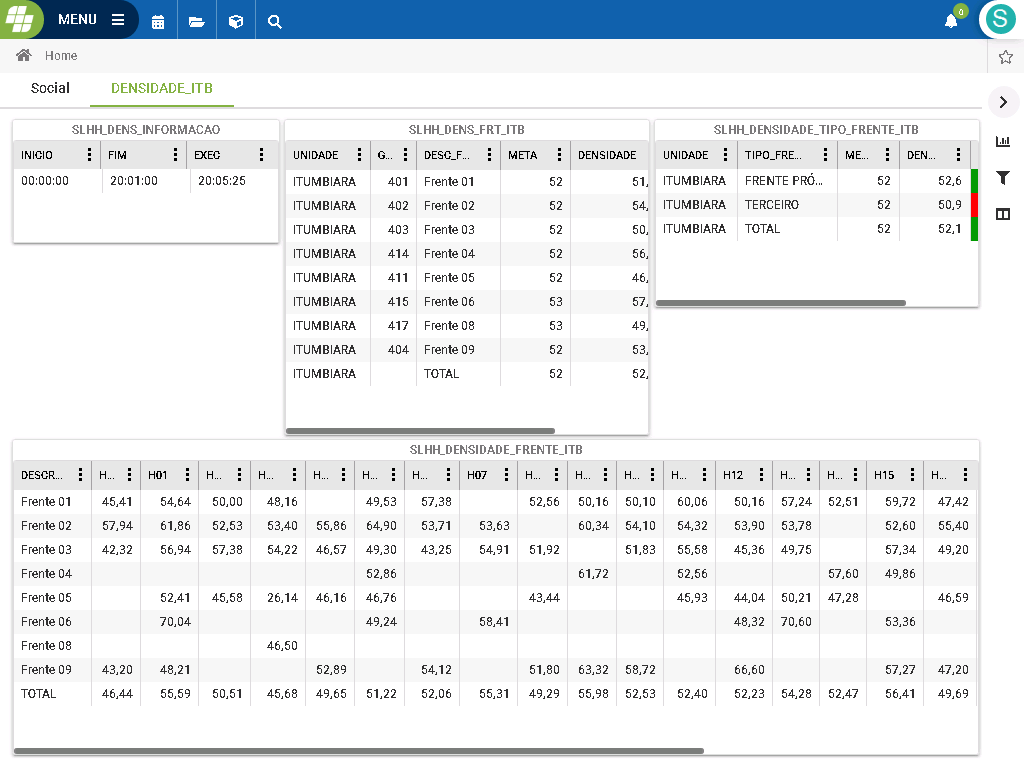 MENU
0
S
Home
Social DENSIDADE_ITB
SLHH_DENS_INFORMACAO
INICIO FIM EXEC
00:00:00 20:01:00 20:05:25
SLHH_DENS_FRT_ITB
UNIDADE G... DESC_F... META DENSIDADE
ITUMBIARA 401 Frente 01 52 51,
ITUMBIARA 402 Frente 02 52 54,
ITUMBIARA 403 Frente 03 52 50,
ITUMBIARA 414 Frente 04 52 56,
ITUMBIARA 411 Frente 05 52 46,
ITUMBIARA 415 Frente 06 53 57,
ITUMBIARA 417 Frente 08 53 49,
ITUMBIARA 404 Frente 09 52 53,
ITUMBIARA TOTAL 52 52,
SLHH_DENSIDADE_TIPO_FRENTE_ITB
UNIDADE TIPO_FRE... ME... DEN...
ITUMBIARA FRENTE PRÓ... 52 52,6
ITUMBIARA TERCEIRO 52 50,9
ITUMBIARA TOTAL 52 52,1
SLHH_DENSIDADE_FRENTE_ITB
DESCR... H... H01 H... H... H... H... H... H07 H... H... H... H... H12 H... H... H15 H...
Frente 01 45,41 54,64 50,00 48,16 49,53 57,38 52,56 50,16 50,10 60,06 50,16 57,24 52,51 59,72 47,42
Frente 02 57,94 61,86 52,53 53,40 55,86 64,90 53,71 53,63 60,34 54,10 54,32 53,90 53,78 52,60 55,40
Frente 03 42,32 56,94 57,38 54,22 46,57 49,30 43,25 54,91 51,92 51,83 55,58 45,36 49,75 57,34 49,20
Frente 04 52,86 61,72 52,56 57,60 49,86
Frente 05 52,41 45,58 26,14 46,16 46,76 43,44 45,93 44,04 50,21 47,28 46,59
Frente 06 70,04 49,24 58,41 48,32 70,60 53,36
Frente 08 46,50
Frente 09 43,20 48,21 52,89 54,12 51,80 63,32 58,72 66,60 57,27 47,20
TOTAL 46,44 55,59 50,51 45,68 49,65 51,22 52,06 55,31 49,29 55,98 52,53 52,40 52,23 54,28 52,47 56,41 49,69